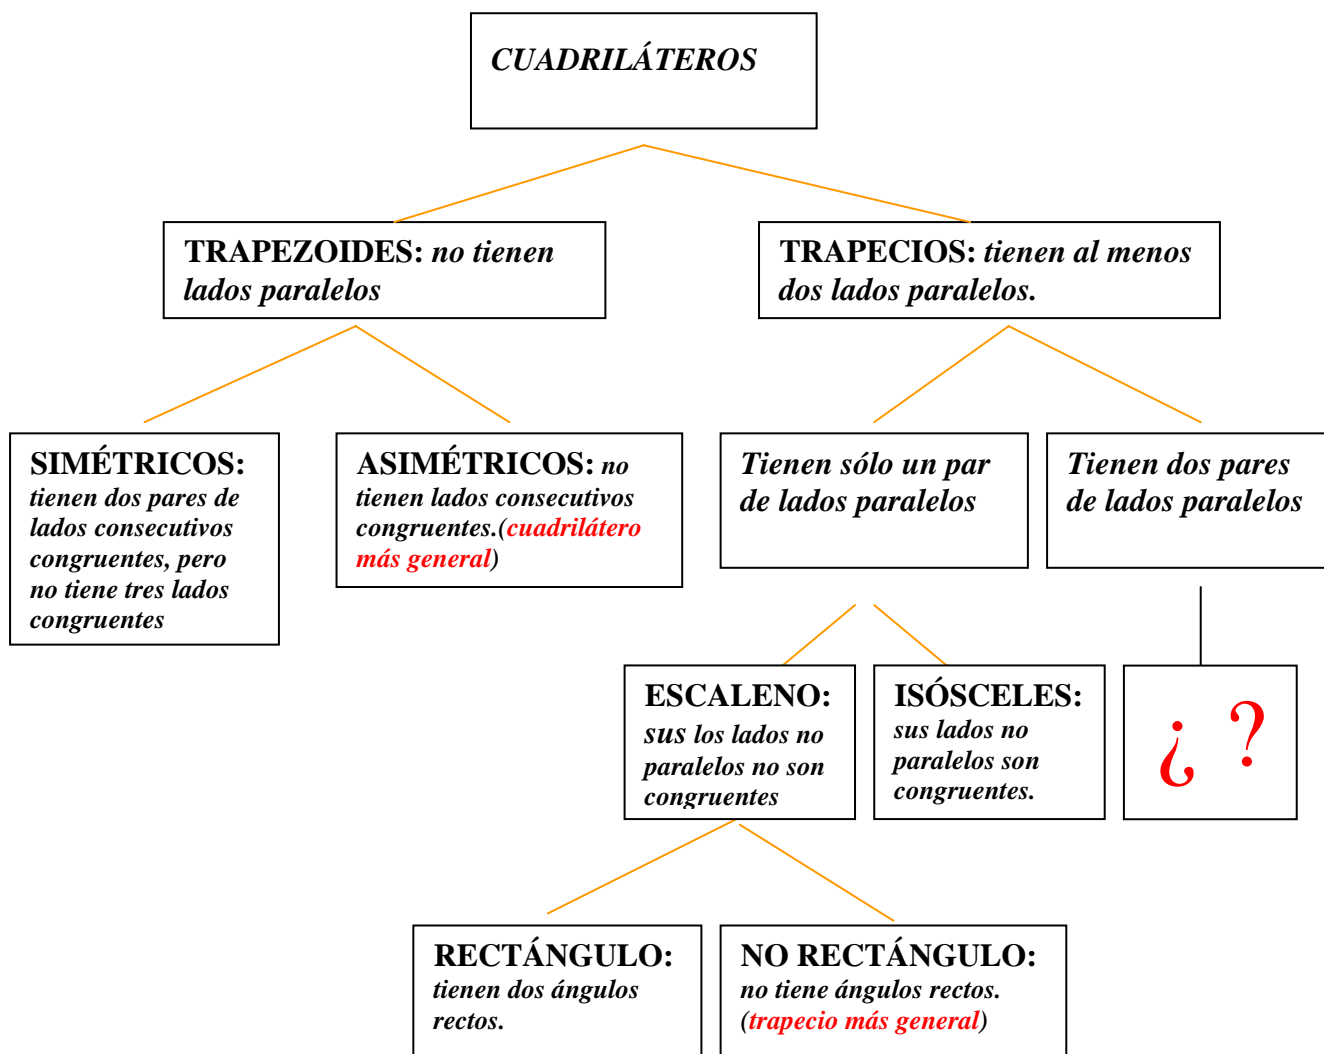 CUADRILÁTEROS
TRAPEZOIDES: no tienen
lados paralelos
TRAPECIOS: tienen al menos
dos lados paralelos.
SIMÉTRICOS:
tienen dos pares de
lados consecutivos
congruentes, pero
no tiene tres lados
congruentes
ASIMÉTRICOS: no
tienen lados consecutivos
congruentes.(cuadrilátero
más general)
Tienen sólo un par
de lados paralelos
Tienen dos pares
de lados paralelos
ESCALENO:
sus los lados no
paralelos no son
congruentes
ISÓSCELES:
sus lados no
paralelos son
congruentes.
¿ ?
RECTÁNGULO:
tienen dos ángulos
rectos.
NO RECTÁNGULO:
no tiene ángulos rectos.
(trapecio más general)